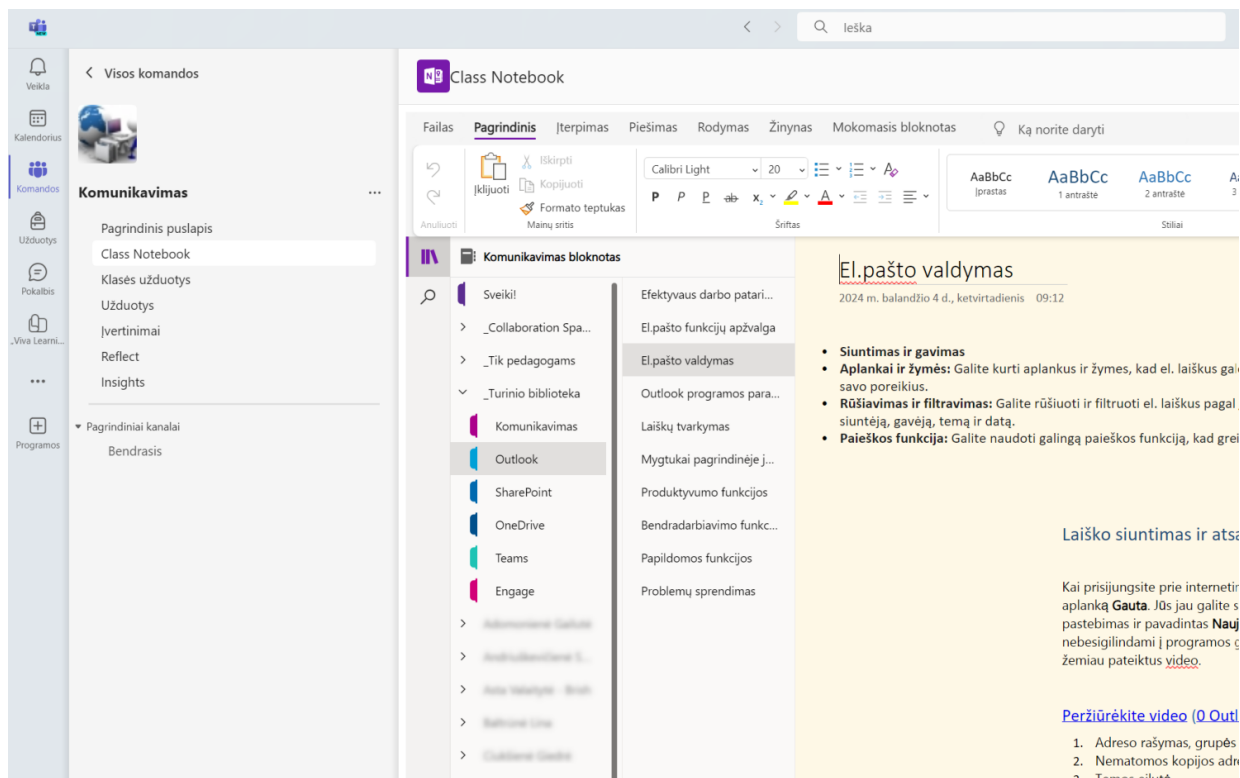 Ieška
Veikla
Kalendorius
Komandos
Užduotys
Pokalbis
„Viva Learni...
Programos
Visos komandos
Komunikavimas
Pagrindinis puslapis
Class Notebook
Klasės užduotys
Užduotys
Įvertinimai
Reflect
Insights
Pagrindiniai kanalai
Bendrasis
Class Notebook
Failas Pagrindinis Įterpimas Piešimas Rodymas Žinynas Mokomasis bloknotas Ką norite daryti
Anuliuoti
Įklijuoti
Iškirpti
Kopijuoti
Formato teptukas
Mainų sritis
Calibri Light 20
P P P ab x₂ A
Šriftas
AaBbCc AaBbCc AaBbCc
Įprastas 1 antraštė 2 antraštė 3
Stiliai
Komunikavimas bloknotas
Sveiki!
_Collaboration Spa...
_Tik pedagogams
_Turinio biblioteka
Komunikavimas
Outlook
SharePoint
OneDrive
Teams
Engage
Efektyvaus darbo patari...
El.pašto funkcijų apžvalga
El.pašto valdymas
Outlook programos para...
Laiškų tvarkymas
Mygtukai pagrindinėje j...
Produktyvumo funkcijos
Bendradarbiavimo funkc...
Papildomos funkcijos
Problemų sprendimas
El.pašto valdymas
2024 m. balandžio 4 d., ketvirtadienis 09:12
• Siuntimas ir gavimas
• Aplankai ir žymės: Galite kurti aplankus ir žymes, kad el. laiškus
savo poreikius.
• Rūšiavimas ir filtravimas: Galite rūšiuoti ir filtruoti el. laiškus pagal
siuntėją, gavėją, temą ir datą.
• Paieškos funkcija: Galite naudoti galingą paieškos funkciją, kad
Laiško siuntimas ir
Kai prisijungsite prie
aplanką Gauta. Jūs jau galite
pastebimas ir pavadintas
nebesigilindami į programos
žemiau pateiktus video.
Peržiūrėkite video (0
1. Adreso rašymas, grupės
2. Nematomos kopijos